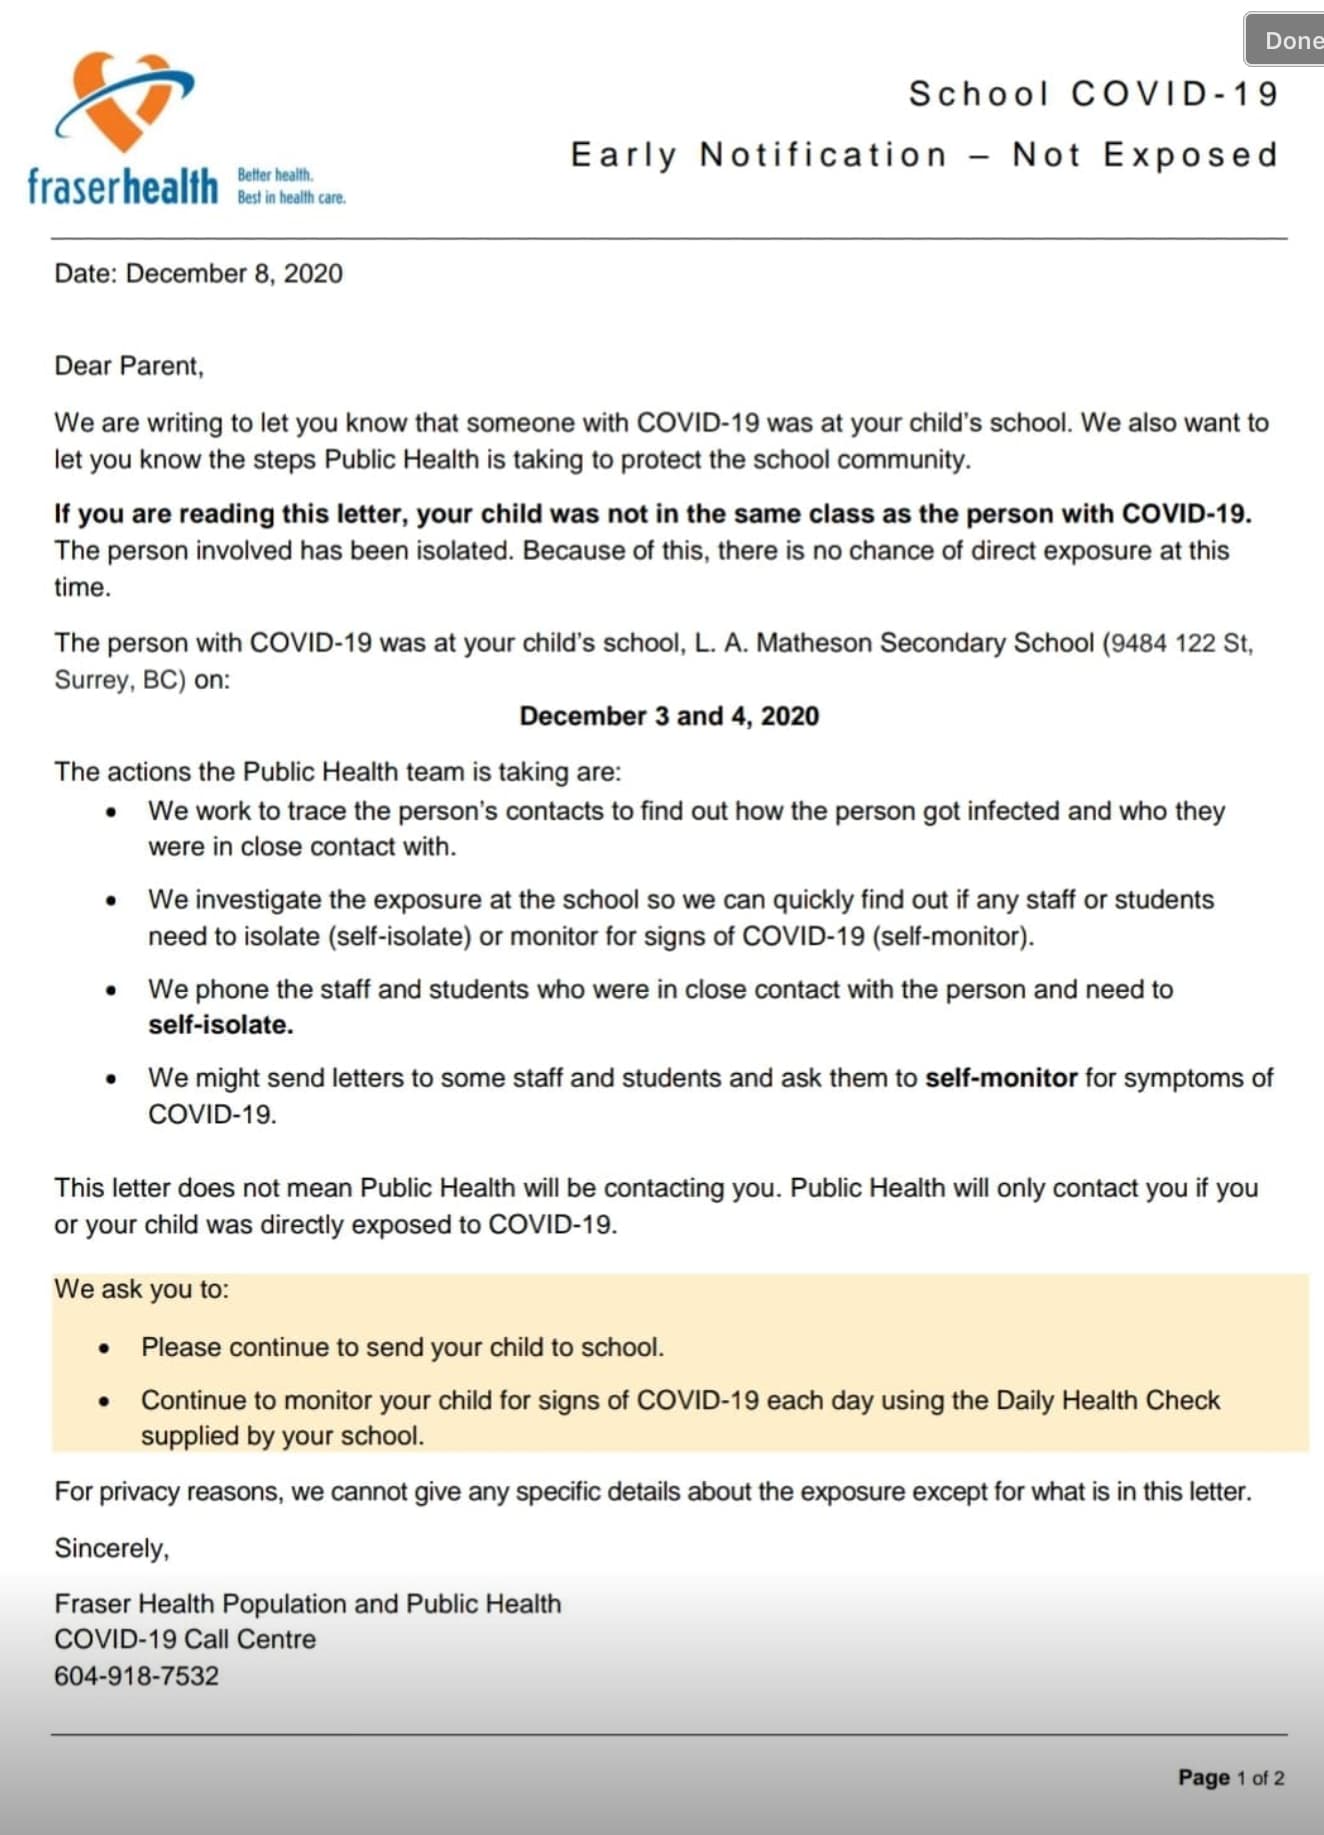 Done
School COVID-19
Early Notification – Not Exposed
fraserhealth
Better health.
Best in health care.
Date: December 8, 2020
Dear Parent,
We are writing to let you know that someone with COVID-19 was at your child's school. We also want to
let you know the steps Public Health is taking to protect the school community.
If you are reading this letter, your child was not in the same class as the person with COVID-19.
The person involved has been isolated. Because of this, there is no chance of direct exposure at this
time.
The person with COVID-19 was at your child's school, L. A. Matheson Secondary School (9484 122 St,
Surrey, BC) on:
December 3 and 4, 2020
The actions the Public Health team is taking are:
• We work to trace the person's contacts to find out how the person got infected and who they
were in close contact with.
• We investigate the exposure at the school so we can quickly find out if any staff or students
need to isolate (self-isolate) or monitor for signs of COVID-19 (self-monitor).
• We phone the staff and students who were in close contact with the person and need to
self-isolate.
• We might send letters to some staff and students and ask them to self-monitor for symptoms of
COVID-19.
This letter does not mean Public Health will be contacting you. Public Health will only contact you if you
or your child was directly exposed to COVID-19.
We ask you to:
• Please continue to send your child to school.
• Continue to monitor your child for signs of COVID-19 each day using the Daily Health Check
supplied by your school.
For privacy reasons, we cannot give any specific details about the exposure except for what is in this letter.
Sincerely,
Fraser Health Population and Public Health
COVID-19 Call Centre
604-918-7532
Page 1 of 2